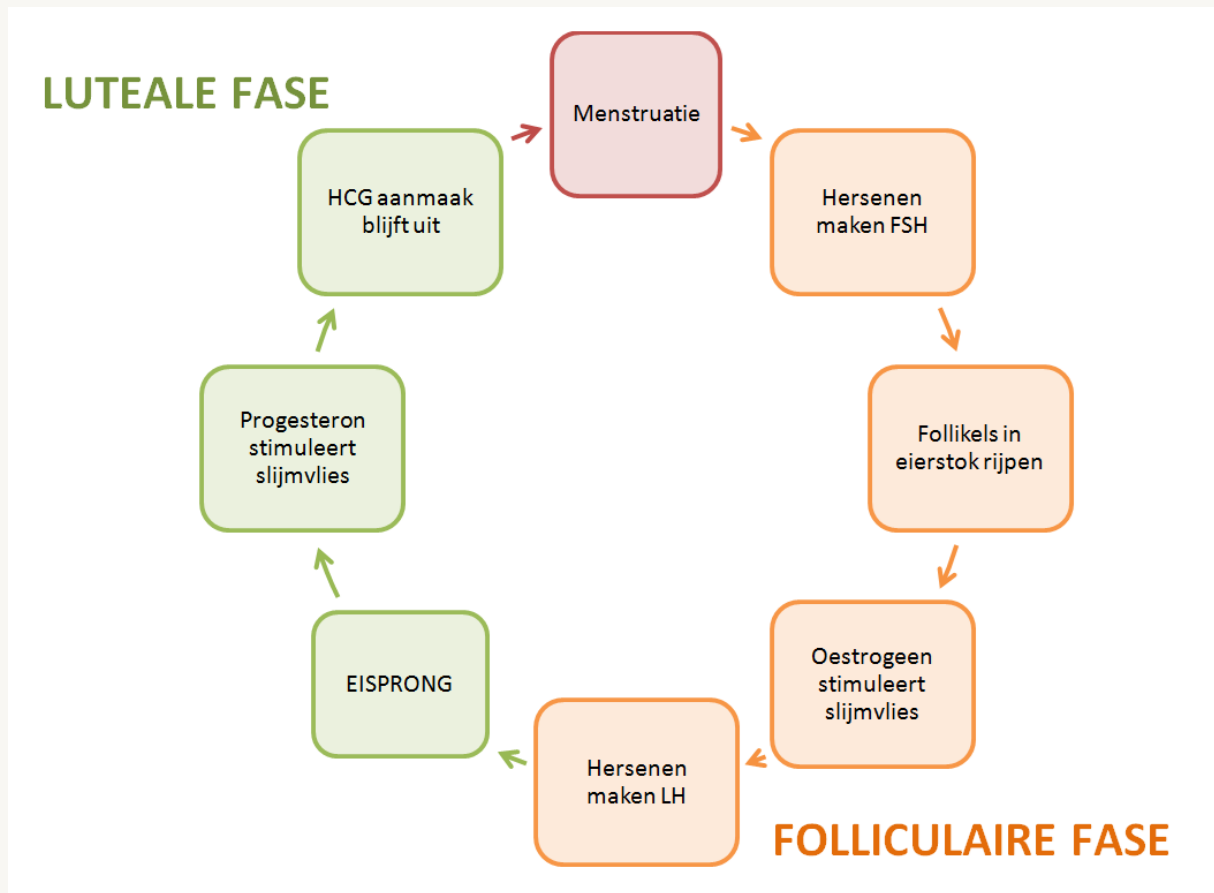 LUTEALE FASE
Menstruatie
Hersenen
maken FSH
Follikels in
eierstok rijpen
Oestrogeen
stimuleert
slijmvlies
Hersenen
maken LH
EISPRONG
Progesteron
stimuleert
slijmvlies
HCG aanmaak
blijft uit
FOLLICULAIRE FASE